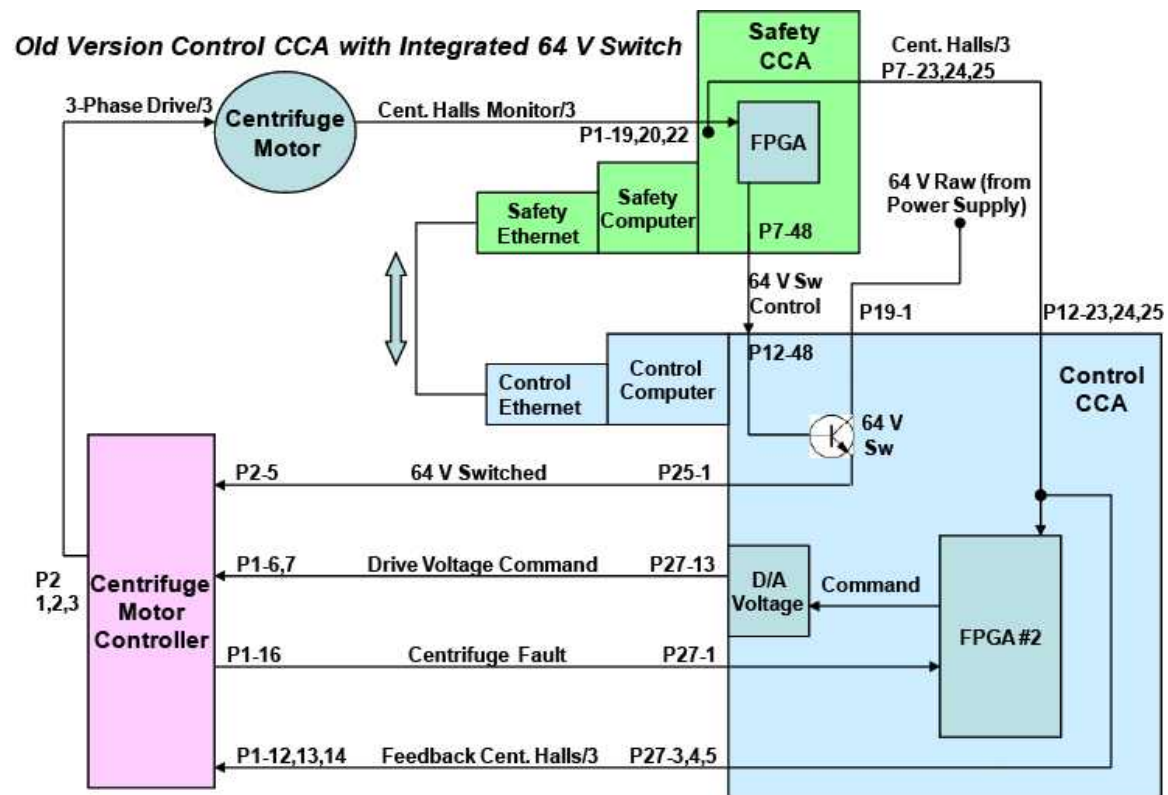 Old Version Control CCA with Integrated 64 V Switch
Safety
CCA
Cent. Halls/3
P7- 23,24,25
3-Phase Drive/3
Centrifuge
Motor
Cent. Halls Monitor/3
P1-19,20,22
FPGA
64 V Raw (from
Power Supply)
Safety
Ethernet
Safety
Computer
P7-48
64 V Sw
Control
P19-1
P12-23,24,25
P12-48
Control
Ethernet
Control
Computer
Control
CCA
64 V
Sw
P2-5
64 V Switched
P25-1
P1-6,7
Drive Voltage Command
P27-13
D/A
Voltage
Command
P2
1,2,3
Centrifuge
Motor
Controller
FPGA #2
P1-16
Centrifuge Fault
P27-1
P1-12,13,14
Feedback Cent. Halls/3
P27-3,4,5